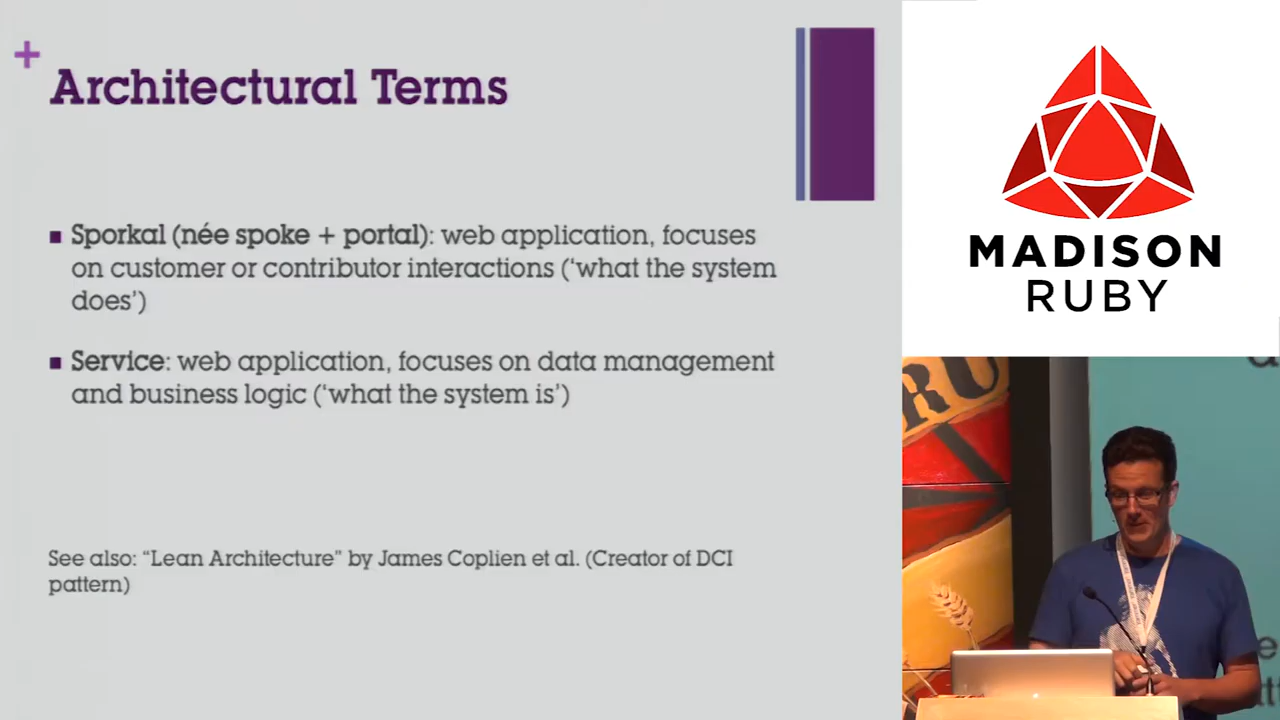 +
Architectural Terms
Sporkal (née spoke + portal): web application, focuses
on customer or contributor interactions (‘what the system
does’)
Service: web application, focuses on data management
and business logic (‘what the system is’)
See also: “Lean Architecture” by James Coplien et al. (Creator of DCI
pattern)
MADISON
RUBY